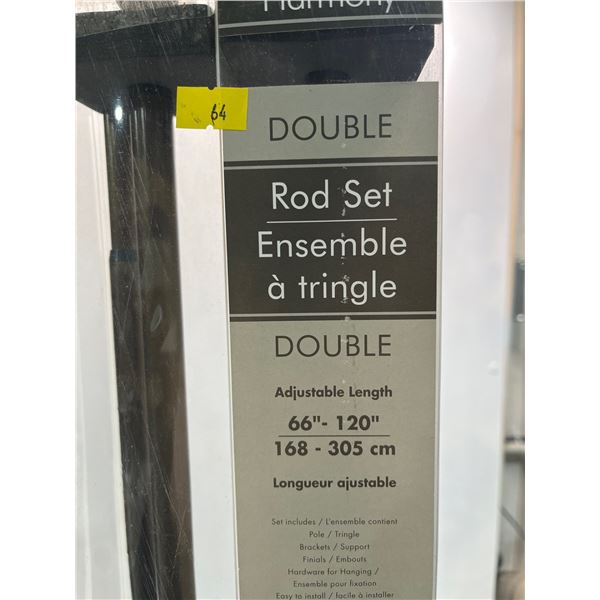 Harmony
64
DOUBLE
Rod Set
Ensemble
à tringle
DOUBLE
Adjustable Length
66"- 120"
168 - 305 cm
Longueur ajustable
Set includes / L'ensemble contient
Pole / Tringle
Brackets / Support
Finials / Embouts
Hardware for Hanging /
Ensemble pour fixation
Easy to install / facile à installer